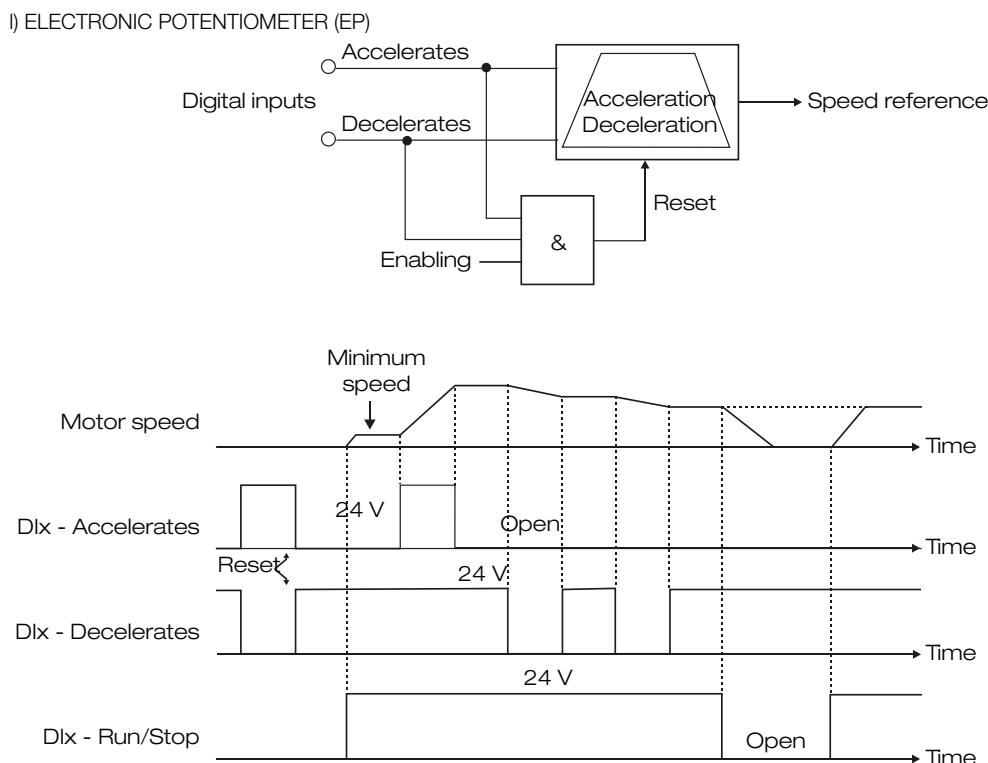 I) ELECTRONIC POTENTIOMETER (EP)
Accelerates
Digital inputs
Decelerates
Acceleration
Deceleration
Speed reference
Reset
&
Enabling
Minimum
speed
Motor speed
Time
24 V
DIx - Accelerates
Open
Time
Reset
24 V
DIx - Decelerates
Time
24 V
DIx - Run/Stop
Open
Time